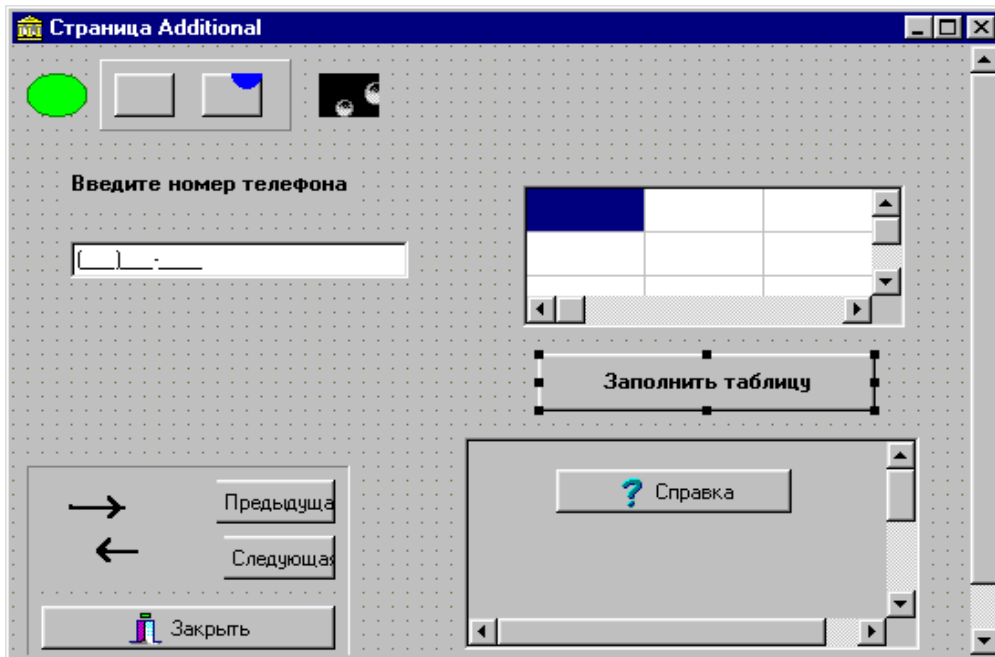 Страница Additional
Введите номер телефона
(___)___-____
Заполнить таблицу
? Справка
Предыдуща
Следующая
Закрыть